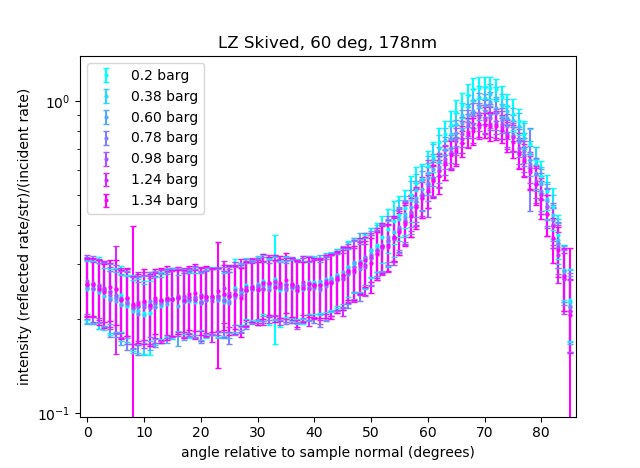 LZ Skived, 60 deg, 178nm
0.2 barg
0.38 barg
0.60 barg
0.78 barg
0.98 barg
1.24 barg
1.34 barg
10⁰
10⁻¹
intensity (reflected rate/str)/(incident rate)
0 10 20 30 40 50 60 70 80
angle relative to sample normal (degrees)